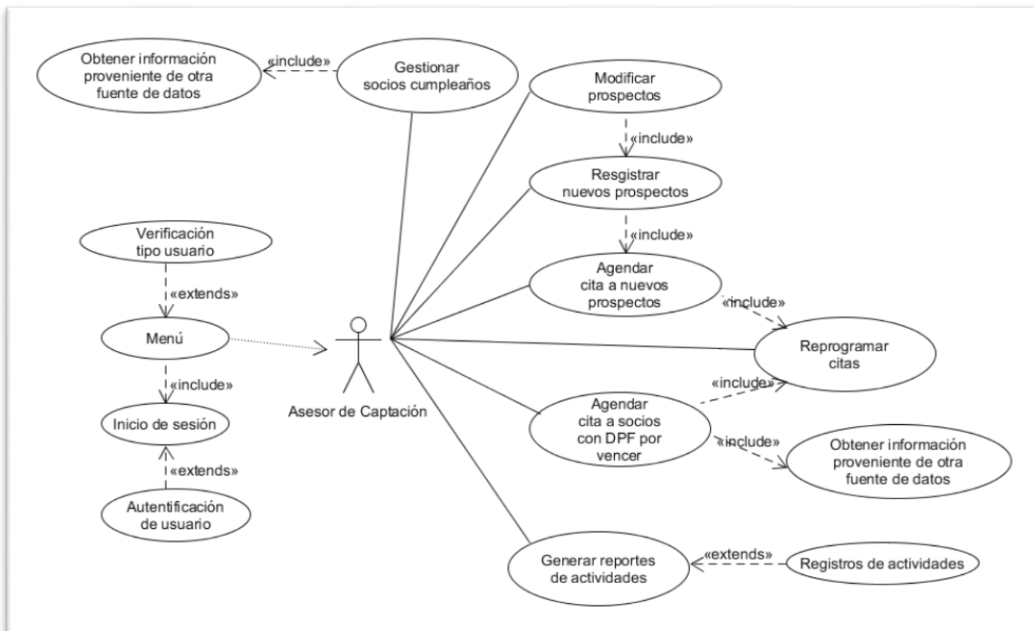 Obtener información
proveniente de otra
fuente de datos
«include»
Gestionar
socios cumpleaños
Modificar
prospectos
«include»
Resgistrar
nuevos prospectos
«include»
Agendar
cita a nuevos
prospectos
«include»
Reprogramar
citas
Verificación
tipo usuario
«extends»
Menú
«include»
Inicio de sesión
«extends»
Autentificación
de usuario
Asesor de Captación
«include»
Agendar
cita a socios
con DPF por
vencer
«include»
Obtener información
proveniente de otra
fuente de datos
Generar reportes
de actividades
«extends»
Registros de actividades